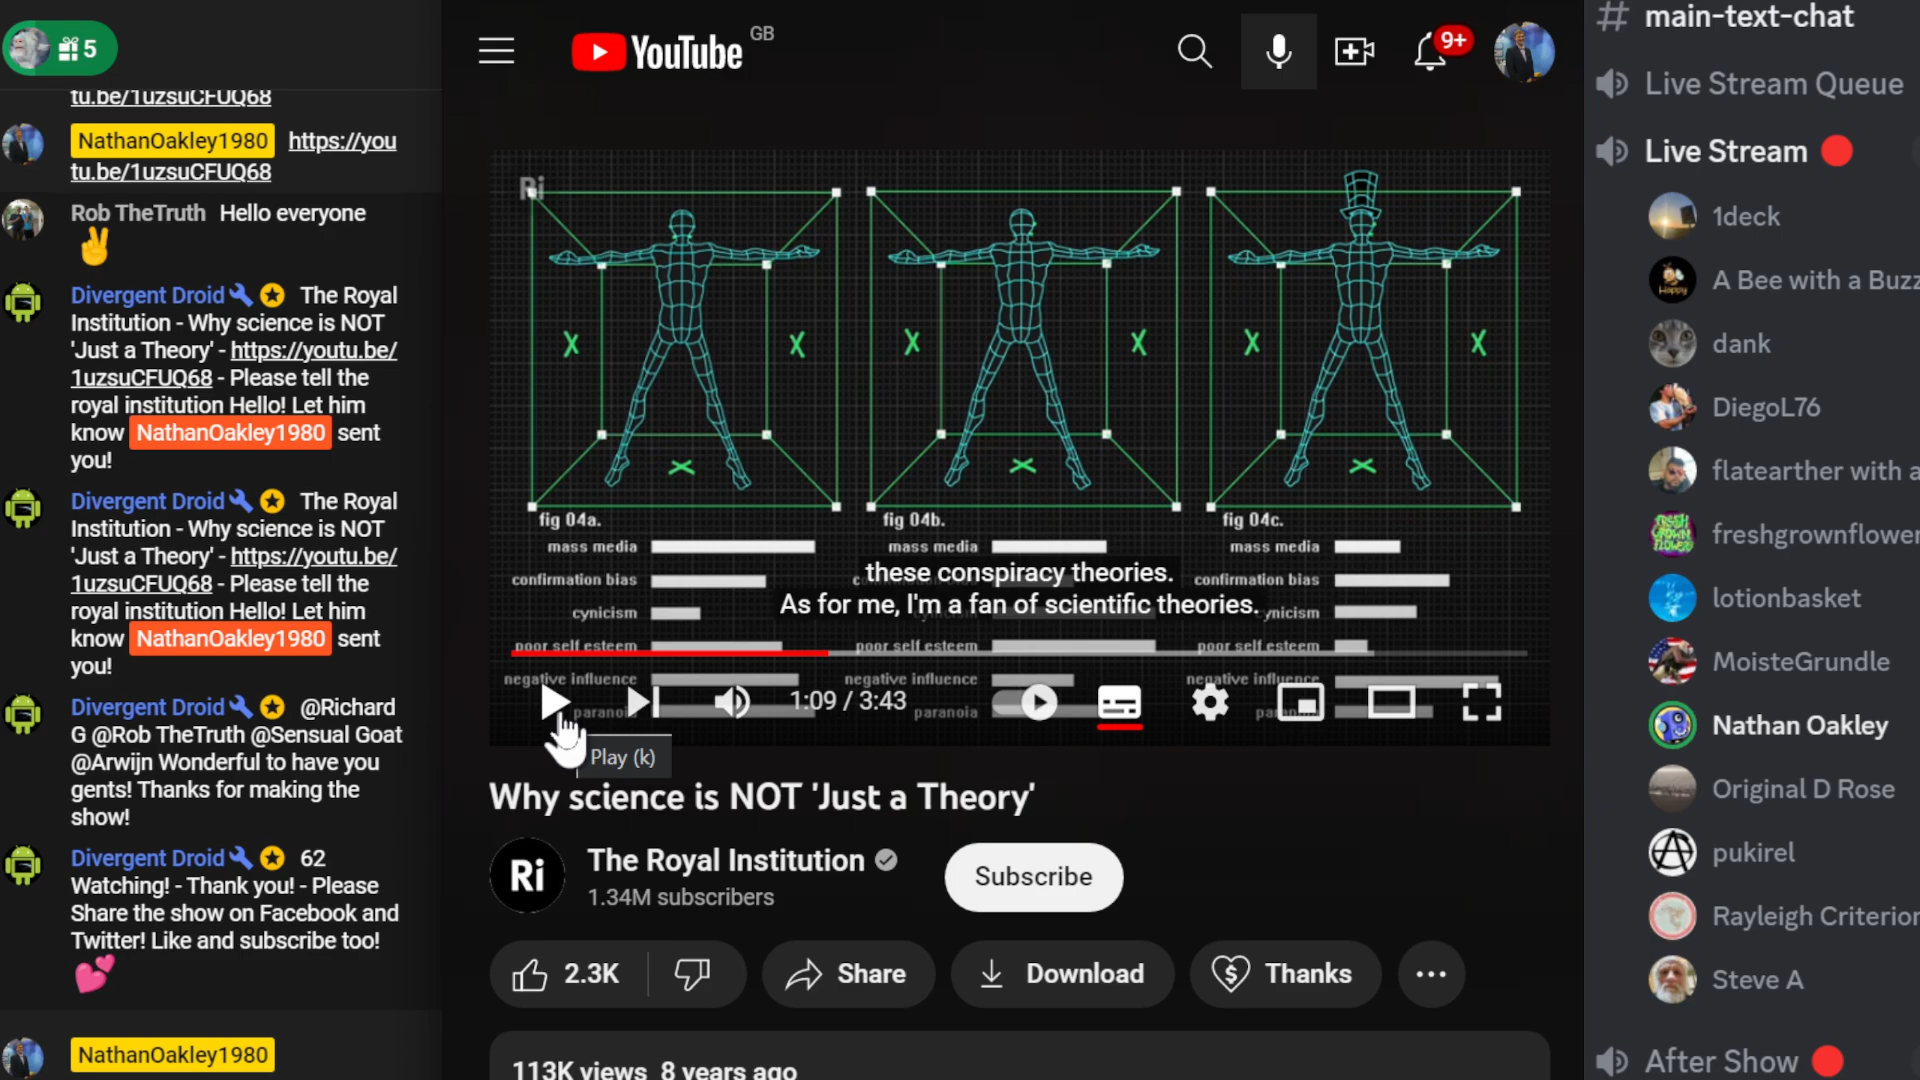 5
tu.be/1uzsuCFUQ68
NathanOakley1980 https://you
tu.be/1uzsuCFUQ68
Rob TheTruth Hello everyone
Divergent Droid The Royal
Institution - Why science is NOT
'Just a Theory' - https://youtu.be/
1uzsuCFUQ68 - Please tell the
royal institution Hello! Let him
know NathanOakley1980 sent
you!
Divergent Droid The Royal
Institution - Why science is NOT
'Just a Theory' - https://youtu.be/
1uzsuCFUQ68 - Please tell the
royal institution Hello! Let him
know NathanOakley1980 sent
you!
Divergent Droid @Richard
G @Rob TheTruth @Sensual Goat
@Arwijn Wonderful to have you
gents! Thanks for making the
show!
Divergent Droid 62
Watching! - Thank you! - Please
Share the show on Facebook and
Twitter! Like and subscribe too!
NathanOakley1980
YouTube GB
9+
Ri
fig 04a.
mass media
confirmation bias
cynicism
poor self esteem
negative influence
paranoia
fig 04b.
mass media
poor self esteem
negative influence
paranoia
fig 04c.
mass media
confirmation bias
cynicism
poor self esteem
negative influence
these conspiracy theories.
As for me, I'm a fan of scientific theories.
1:09 / 3:43
Play (k)
Why science is NOT 'Just a Theory'
Ri
The Royal Institution
1.34M subscribers
Subscribe
2.3K
Share
Download
Thanks
113K views 8 years ago
# main-text-chat
Live Stream Queue
Live Stream
1deck
A Bee with a Buzz
dank
DiegoL76
flatearther with a
freshgrownflower
lotionbasket
MoisteGrundle
Nathan Oakley
Original D Rose
pukirel
Rayleigh Criterion
Steve A
After Show